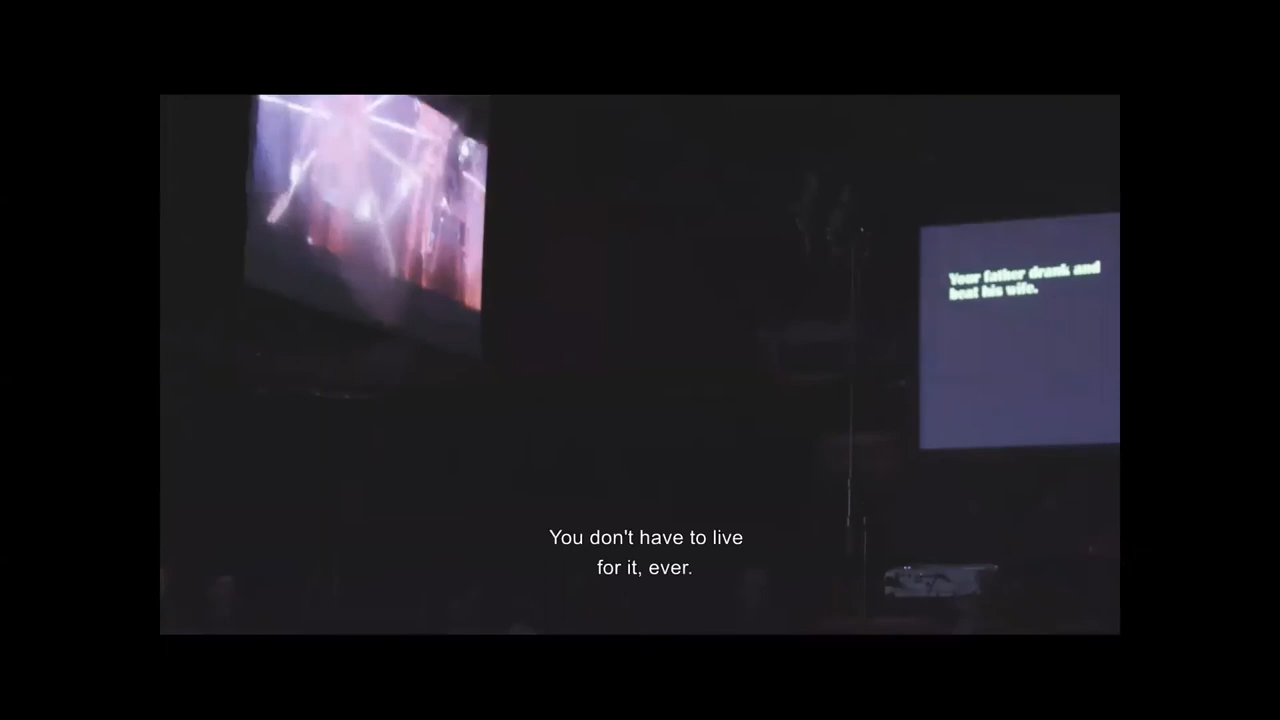 Your father drank and
beat his wife.
You don't have to live
for it, ever.